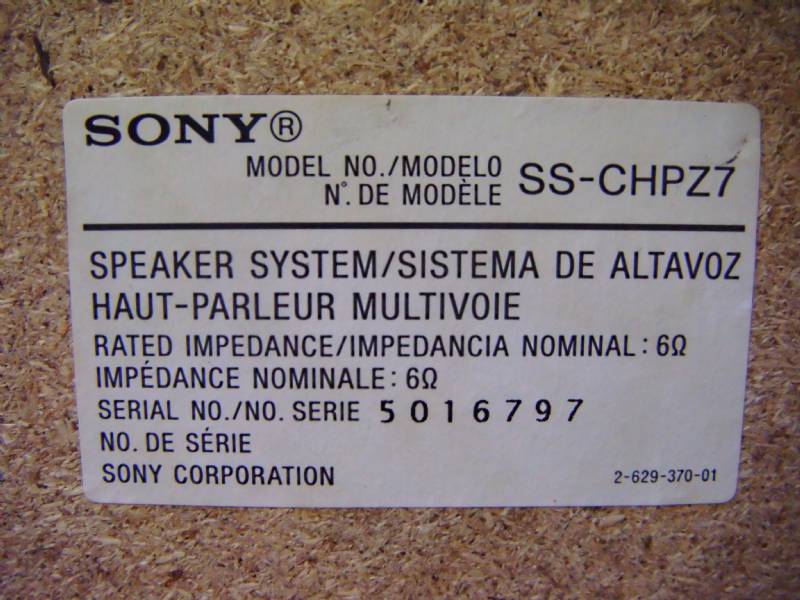 SONY®
MODEL NO./MODELO
N°. DE MODÈLE
SS-CHPZ7
SPEAKER SYSTEM/SISTEMA DE ALTAVOZ
HAUT-PARLEUR MULTIVOIE
RATED IMPEDANCE/IMPEDANCIA NOMINAL: 6Ω
IMPÉDANCE NOMINALE: 6Ω
SERIAL NO./NO. SERIE 5016797
NO. DE SÉRIE
SONY CORPORATION
2-629-370-01